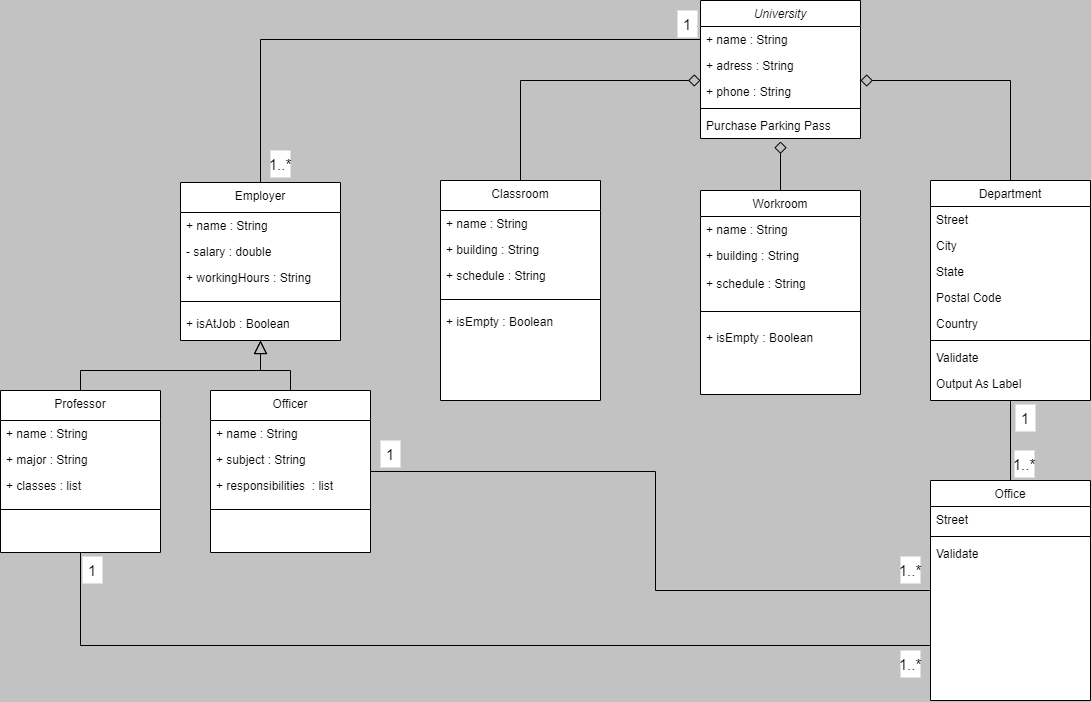 University
+ name : String
+ adress : String
+ phone : String
Purchase Parking Pass
1
1..*
Employer
+ name : String
- salary : double
+ workingHours : String
+ isAtJob : Boolean
Classroom
+ name : String
+ building : String
+ schedule : String
+ isEmpty : Boolean
Workroom
+ name : String
+ building : String
+ schedule : String
+ isEmpty : Boolean
Department
Street
City
State
Postal Code
Country
Validate
Output As Label
Professor
+ name : String
+ major : String
+ classes : list
Officer
+ name : String
+ subject : String
+ responsibilities : list
1
1
1..*
Office
Street
Validate
1
1..*
1..*